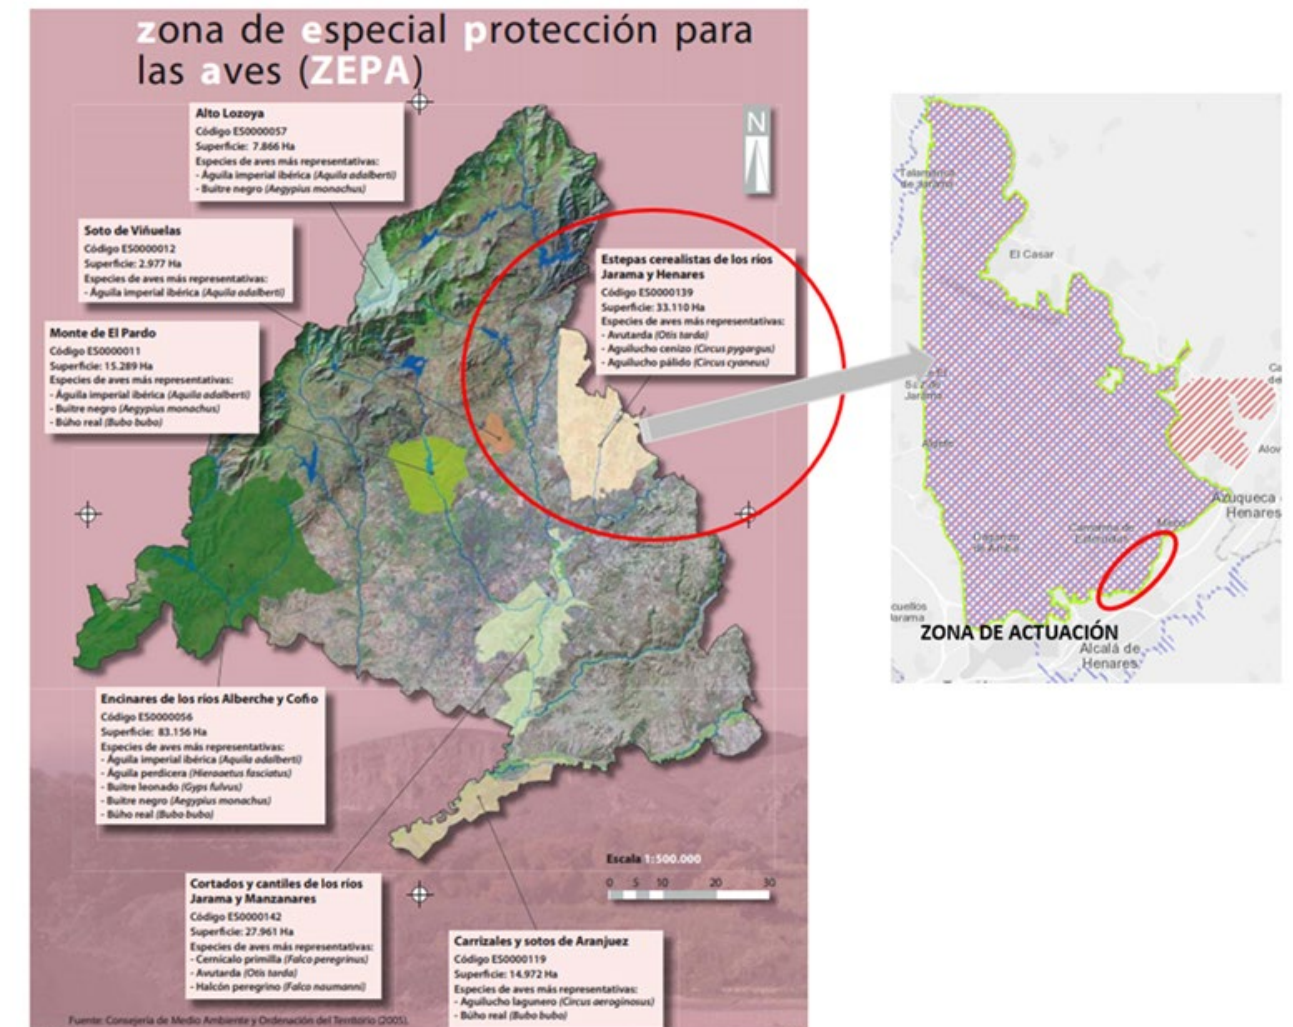 zona de especial protección para
las aves (ZEPA)
Alto Lozoya
Código ES0000057
Superficie: 7.866 Ha
Especies de aves más representativas:
- Águila imperial ibérica (Aquila adalberti)
- Buitre negro (Aegypius monachus)
N
Soto de Viñuelas
Código ES0000012
Superficie: 2.977 Ha
Especies de aves más representativas:
- Águila imperial ibérica (Aquila adalberti)
Estepas cerealistas de los ríos
Jarama y Henares
Código ES0000139
Superficie: 33.110 Ha
Especies de aves más representativas:
- Avutarda (Otis tarda)
- Aguilucho cenizo (Circus pygargus)
- Aguilucho pálido (Circus cyaneus)
Monte de El Pardo
Código ES0000011
Superficie: 15.289 Ha
Especies de aves más representativas:
- Águila imperial ibérica (Aquila adalberti)
- Buitre negro (Aegypius monachus)
- Búho real (Bubo bubo)
Encinares de los ríos Alberche y Cofio
Código ES0000056
Superficie: 83.156 Ha
Especies de aves más representativas:
- Águila imperial ibérica (Aquila adalberti)
- Águila perdicera (Hieraaetus fasciatus)
- Buitre leonado (Gyps fulvus)
- Buitre negro (Aegypius monachus)
- Búho real (Bubo bubo)
Escala 1:500.000
0 5 10 20 30
Cortados y cantiles de los ríos
Jarama y Manzanares
Código ES0000142
Superficie: 27.961 Ha
Especies de aves más representativas:
- Cernícalo primilla (Falco peregrinus)
- Avutarda (Otis tarda)
- Halcón peregrino (Falco naumanni)
Carrizales y sotos de Aranjuez
Código ES0000119
Superficie: 14.972 Ha
Especies de aves más representativas:
- Aguilucho lagunero (Circus aeroginosus)
- Búho real (Bubo bubo)
Fuente: Consejería de Medio Ambiente y Ordenación del Territorio (2005).
Talamanca
de Jarama
El Casar
Jarama
Alov
Azuqueca
Henares
Meco
Camarma de
Esteruelas
Daganzo
de Arriba
cuellos
Jarama
ZONA DE ACTUACIÓN
Alcalá de
Henares